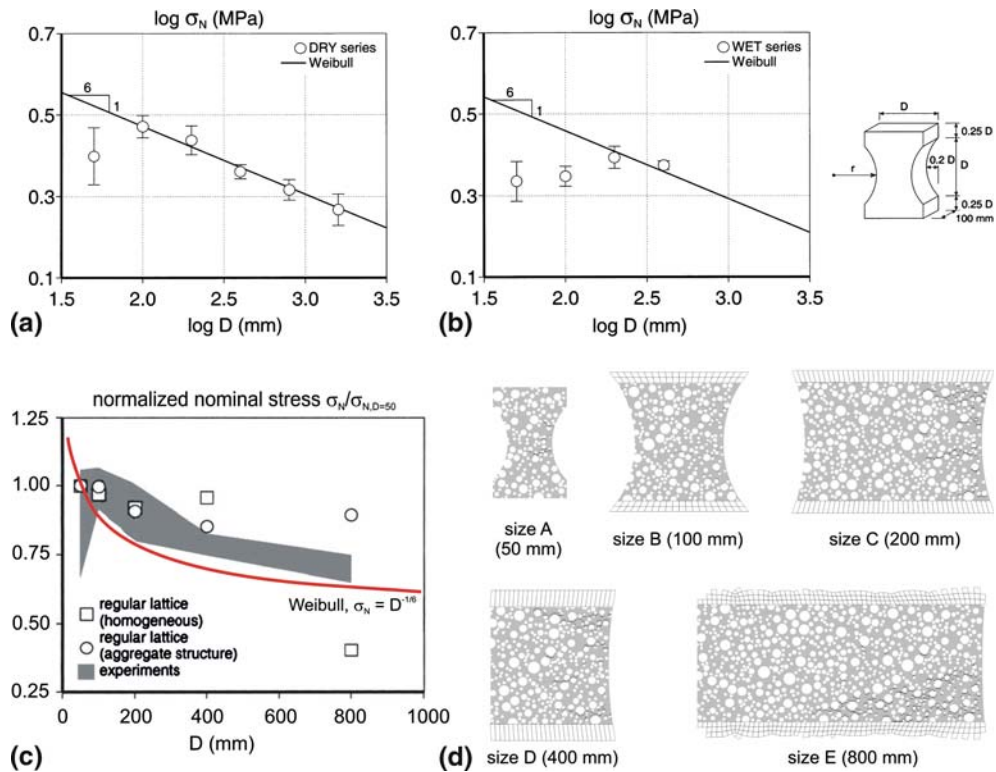 log σN (MPa)
0.7
0.5
0.3
0.1
DRY series
Weibull
6
1
1.5 2.0 2.5 3.0 3.5
log D (mm)
(a)
log σN (MPa)
0.7
0.5
0.3
0.1
WET series
Weibull
6
1
1.5 2.0 2.5 3.0 3.5
log D (mm)
(b)
D
0.25 D
0.2 D
D
r
0.25 D
100 mm
normalized nominal stress σN/σN,D=50
1.25
1.00
0.75
0.50
0.25
Weibull, σN = D-1/6
regular lattice
(homogeneous)
regular lattice
(aggregate structure)
experiments
0 200 400 600 800 1000
D (mm)
(c)
size A
(50 mm)
size B (100 mm)
size C (200 mm)
size D (400 mm)
size E (800 mm)
(d)